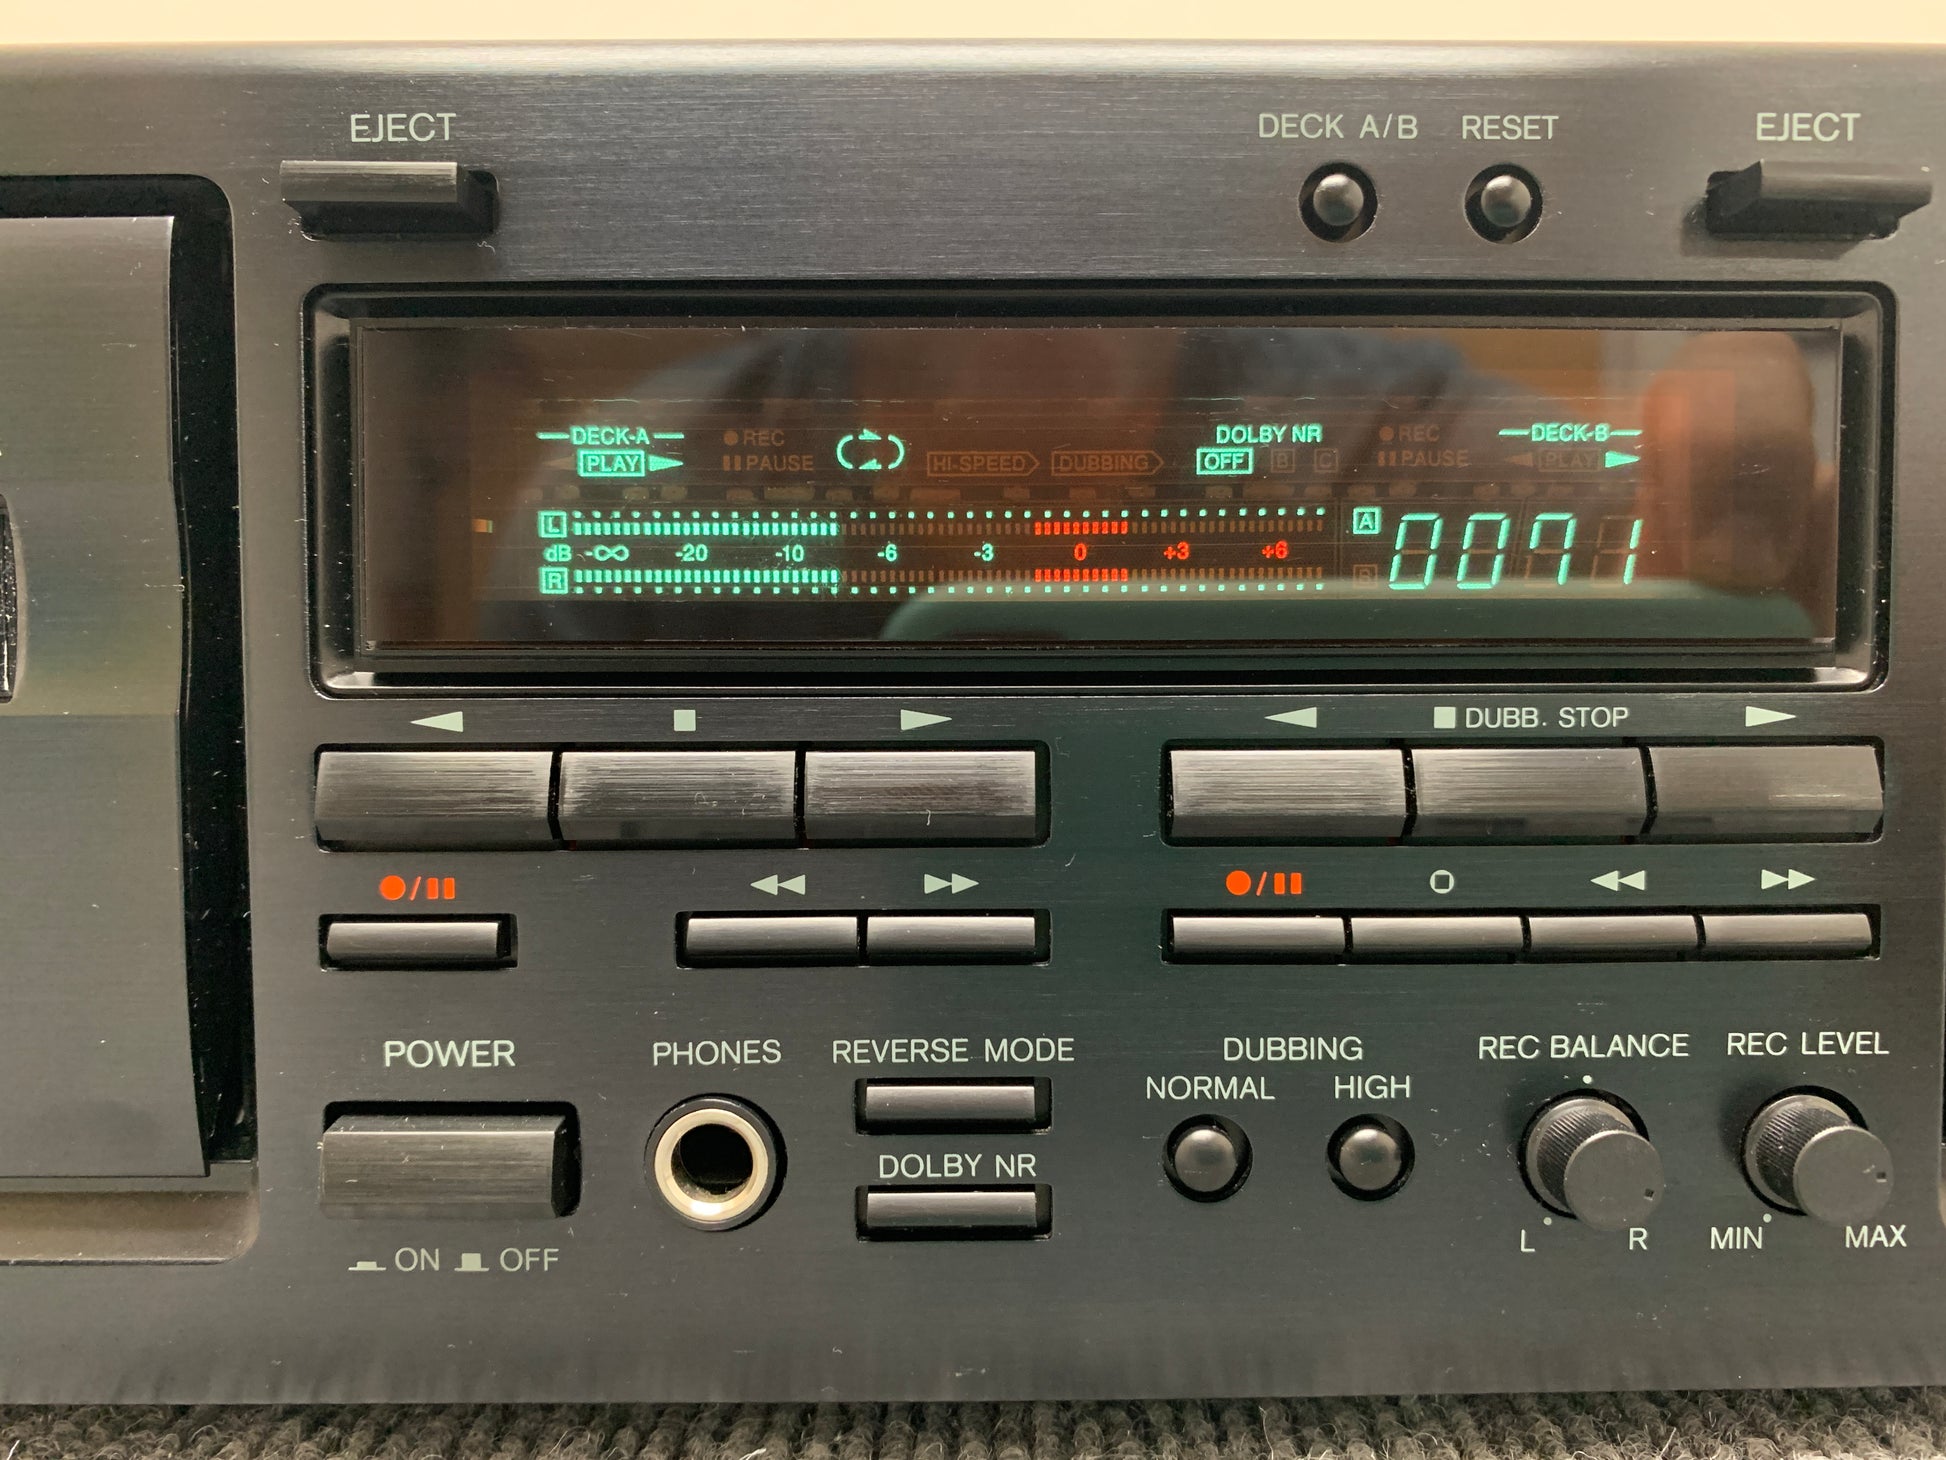 EJECT
DECK A/B RESET
EJECT
DECK-A
REC
PLAY
PAUSE
HI-SPEED
DUBBING
DOLBY NR
OFF B C
REC
PAUSE
DECK-B
PLAY
L
dB -∞ -20 -10 -6 -3 0 +3 +6
R
A
B
0071
DUBB. STOP
POWER
ON OFF
PHONES
REVERSE MODE
DOLBY NR
DUBBING
NORMAL HIGH
REC BALANCE
L R
REC LEVEL
MIN MAX